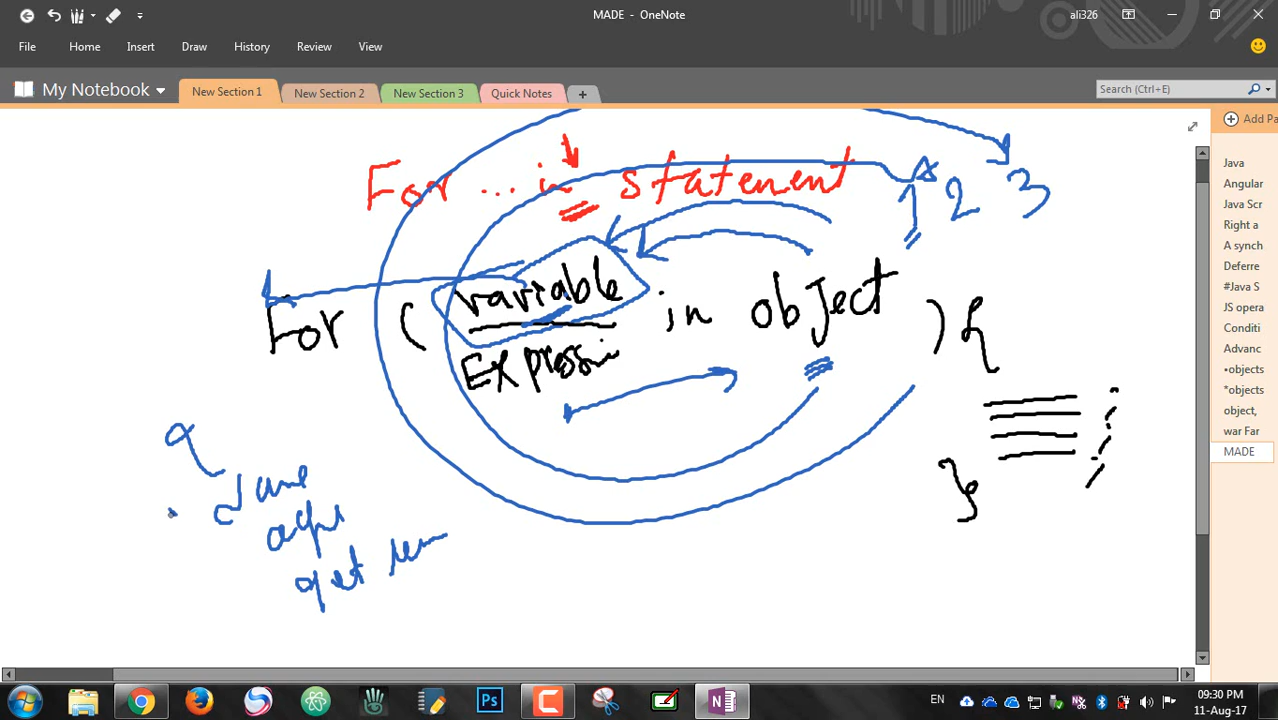 MADE - OneNote
ali326
File Home Insert Draw History Review View
My Notebook
New Section 1 New Section 2 New Section 3 Quick Notes +
Search (Ctrl+E)
Add Pa
For ... in statement
1 2 3
For ( variable in object ) {
Expressi
}
a
Java
Angular
Java Scr
Right a
A synch
Deferre
#Java S
JS opera
Conditi
Advanc
•objects
*objects
object,
war Far
MADE
EN
09:30 PM
11-Aug-17